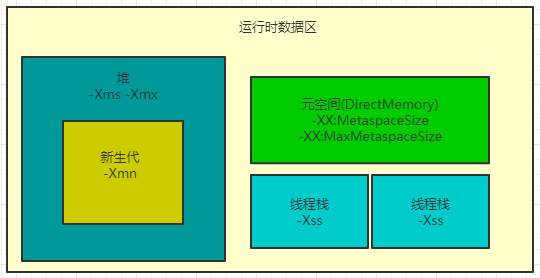 运行时数据区
堆
-Xms -Xmx
新生代
-Xmn
元空间(DirectMemory)
-XX:MetaspaceSize
-XX:MaxMetaspaceSize
线程栈
-Xss
线程栈
-Xss